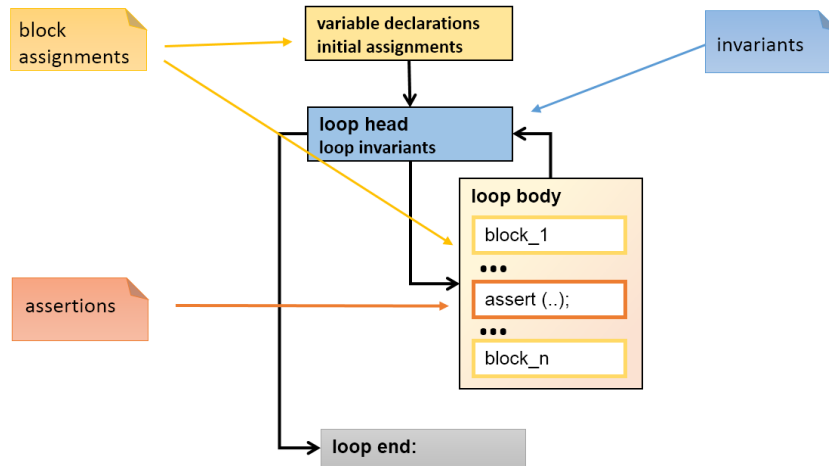 block
assignments
variable declarations
initial assignments
invariants
loop head
loop invariants
loop body
block_1
...
assertions
assert (..);
...
block_n
loop end: